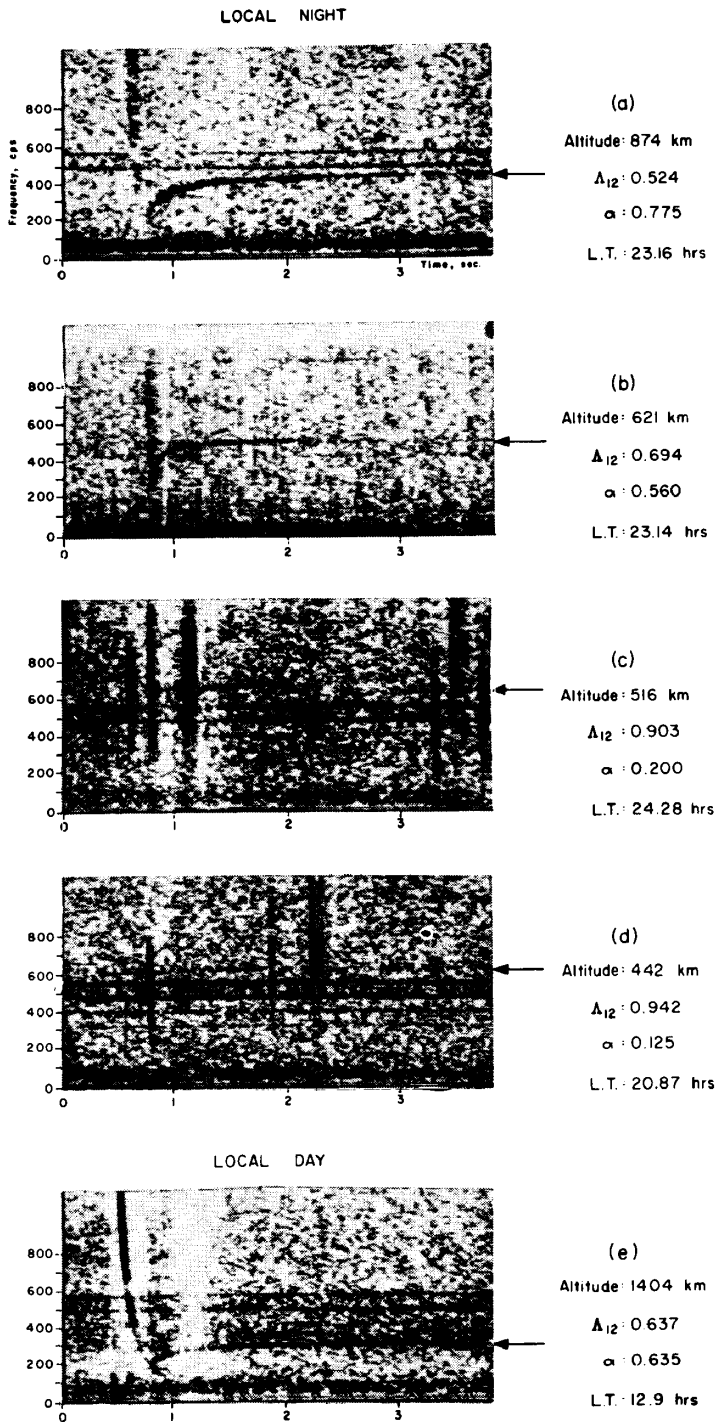 LOCAL NIGHT
Frequency, cps
800
600
400
200
0
0 1 2 3 Time, sec.
(a)
Altitude: 874 km
Λ12 : 0.524
α : 0.775
L.T. : 23.16 hrs
800
600
400
200
0
0 1 2 3
(b)
Altitude: 621 km
Λ12 : 0.694
α : 0.560
L.T. : 23.14 hrs
800
600
400
200
0
0 1 2 3
(c)
Altitude: 516 km
Λ12 : 0.903
α : 0.200
L.T. : 24.28 hrs
800
600
400
200
0
0 1 2 3
(d)
Altitude: 442 km
Λ12 : 0.942
α : 0.125
L.T. : 20.87 hrs
LOCAL DAY
800
600
400
200
0
0 1 2 3
(e)
Altitude: 1404 km
Λ12 : 0.637
α : 0.635
L.T. : 12.9 hrs